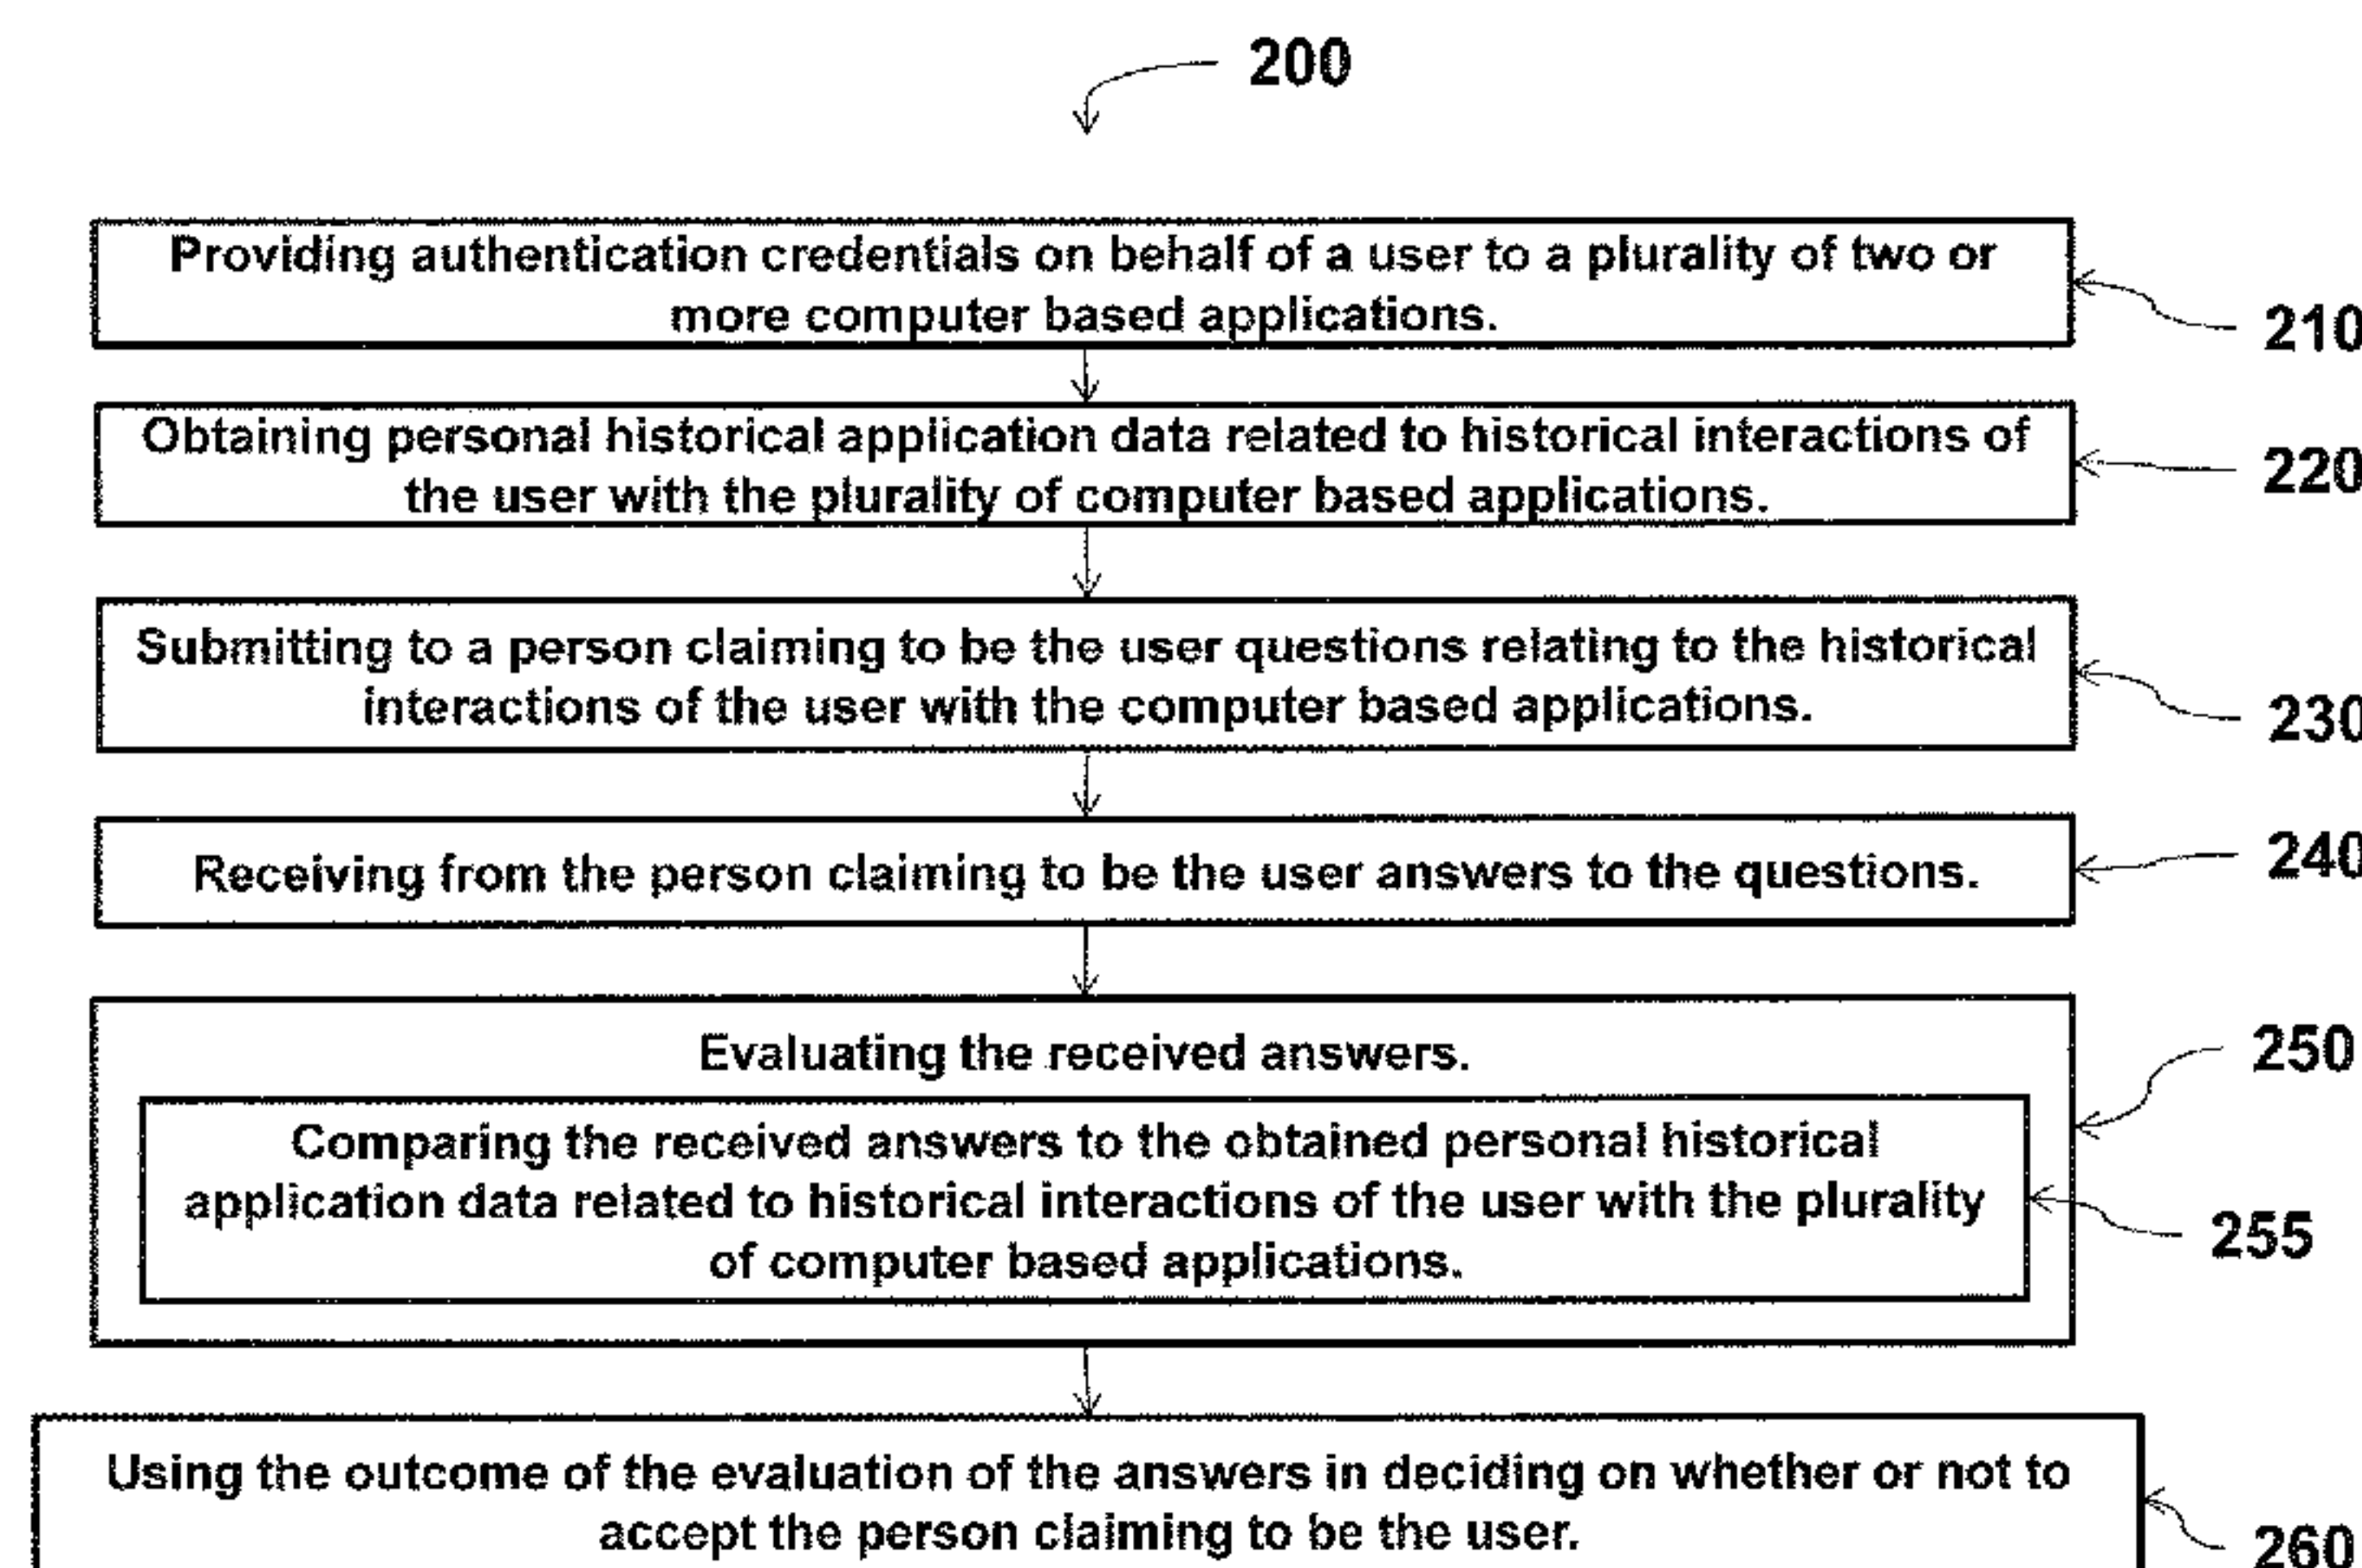 200
Providing authentication credentials on behalf of a user to a plurality of two or
more computer based applications.
210
Obtaining personal historical application data related to historical interactions of
the user with the plurality of computer based applications.
220
Submitting to a person claiming to be the user questions relating to the historical
interactions of the user with the computer based applications.
230
Receiving from the person claiming to be the user answers to the questions.
240
Evaluating the received answers.
250
Comparing the received answers to the obtained personal historical
application data related to historical interactions of the user with the plurality
of computer based applications.
255
Using the outcome of the evaluation of the answers in deciding on whether or not to
accept the person claiming to be the user.
260